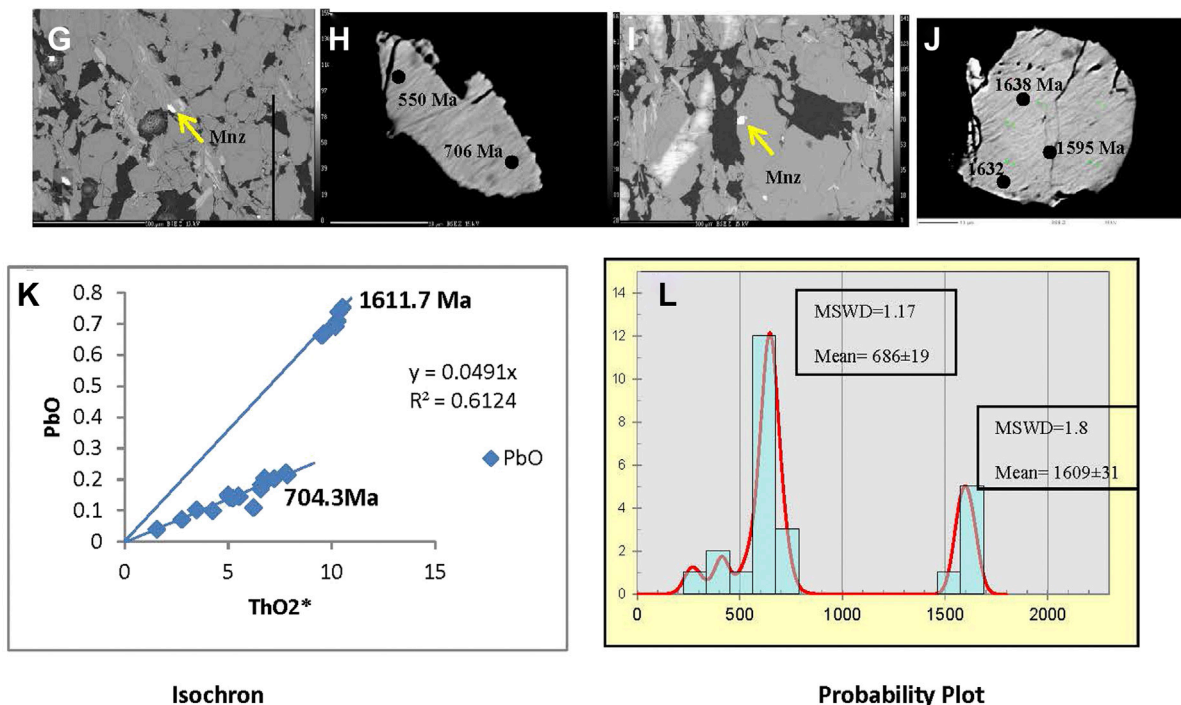 G
Mnz
H
550 Ma
706 Ma
I
Mnz
J
1638 Ma
1595 Ma
1632
K
PbO
0.8
0.7
0.6
0.5
0.4
0.3
0.2
0.1
0
1611.7 Ma
y = 0.0491x
R² = 0.6124
PbO
704.3Ma
0 5 10 15
ThO2*
Isochron
L
14
12
10
8
6
4
2
0
MSWD=1.17
Mean= 686±19
MSWD=1.8
Mean= 1609±31
0 500 1000 1500 2000
Probability Plot